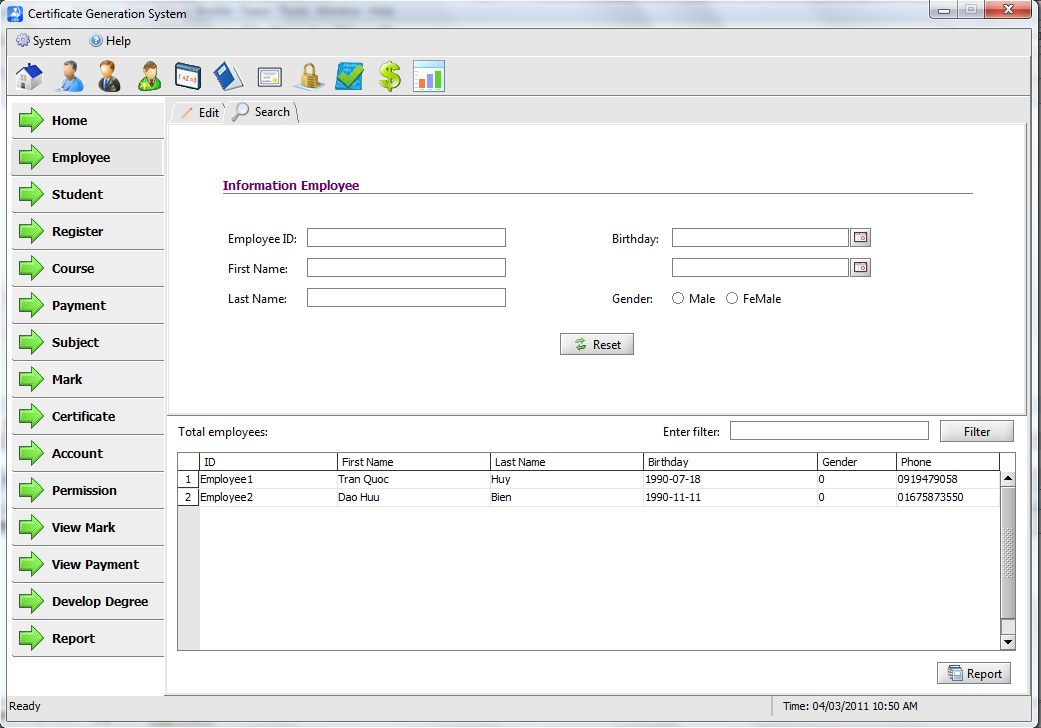 Certificate Generation System
System Help
Edit Search
Home
Employee
Student
Register
Course
Payment
Subject
Mark
Certificate
Account
Permission
View Mark
View Payment
Develop Degree
Report
Information Employee
Employee ID: Birthday:
First Name:
Last Name: Gender: Male FeMale
Reset
Total employees: Enter filter: Filter
ID First Name Last Name Birthday Gender Phone
1 Employee1 Tran Quoc Huy 1990-07-18 0 0919479058
2 Employee2 Dao Huu Bien 1990-11-11 0 01675873550
Report
Ready Time: 04/03/2011 10:50 AM